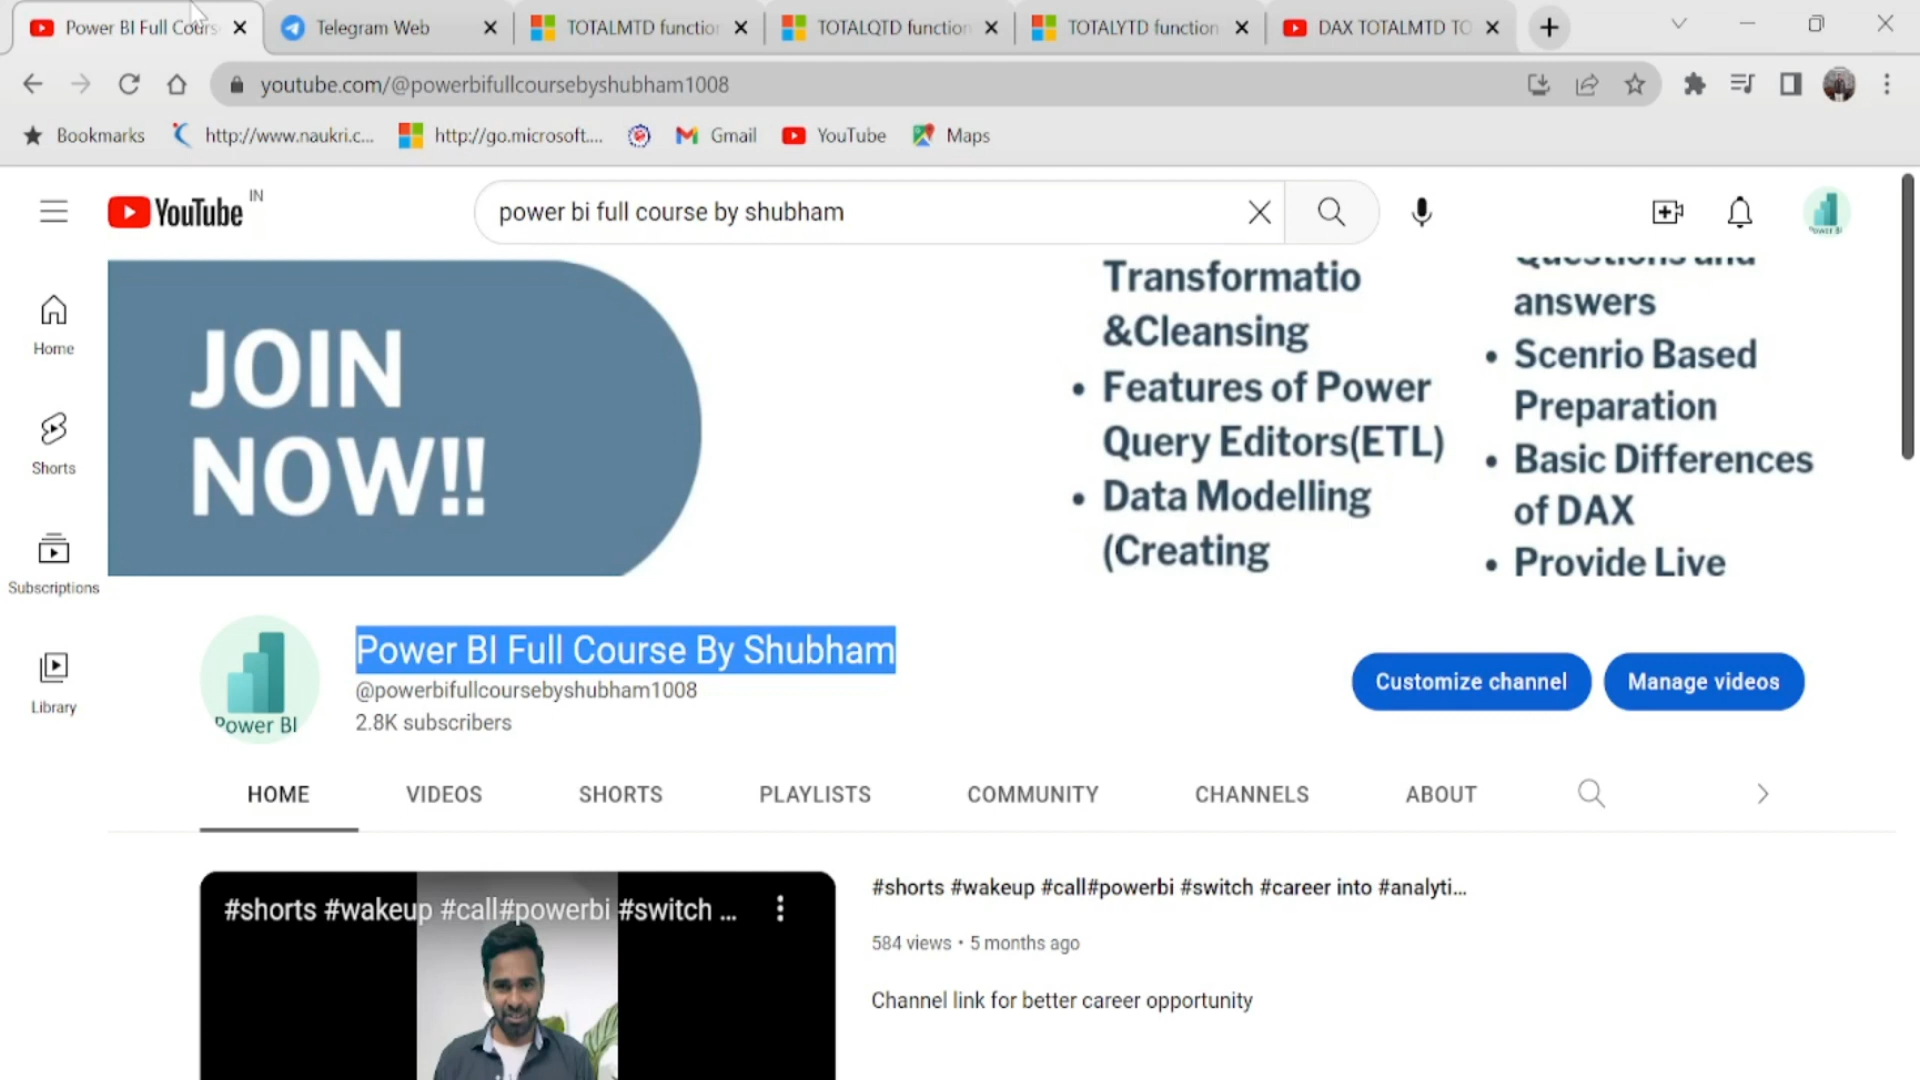 Power BI Full Cours
Telegram Web
TOTALMTD function
TOTALQTD function
TOTALYTD function
DAX TOTALMTD TO
youtube.com/@powerbifullcoursebyshubham1008
Bookmarks
http://www.naukri.c...
http://go.microsoft....
Gmail
YouTube
Maps
YouTube IN
power bi full course by shubham
Power BI
Home
Shorts
Subscriptions
Library
JOIN
NOW!!
Transformatio
&Cleansing
• Features of Power
Query Editors(ETL)
• Data Modelling
(Creating
Questions and
answers
• Scenrio Based
Preparation
• Basic Differences
of DAX
• Provide Live
Power BI
Power BI Full Course By Shubham
@powerbifullcoursebyshubham1008
2.8K subscribers
Customize channel
Manage videos
HOME
VIDEOS
SHORTS
PLAYLISTS
COMMUNITY
CHANNELS
ABOUT
#shorts #wakeup #call#powerbi #switch ...
#shorts #wakeup #call#powerbi #switch #career into #analyti...
584 views • 5 months ago
Channel link for better career opportunity